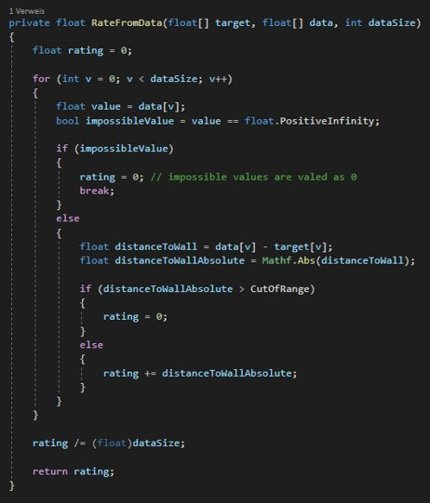 1 Verweis
private float RateFromData(float[] target, float[] data, int dataSize)
{
float rating = 0;
for (int v = 0; v < dataSize; v++)
{
float value = data[v];
bool impossibleValue = value == float.PositiveInfinity;
if (impossibleValue)
{
rating = 0; // impossible values are valed as 0
break;
}
else
{
float distanceToWall = data[v] - target[v];
float distanceToWallAbsolute = Mathf.Abs(distanceToWall);
if (distanceToWallAbsolute > CutOfRange)
{
rating = 0;
}
else
{
rating += distanceToWallAbsolute;
}
}
}
rating /= (float)dataSize;
return rating;
}